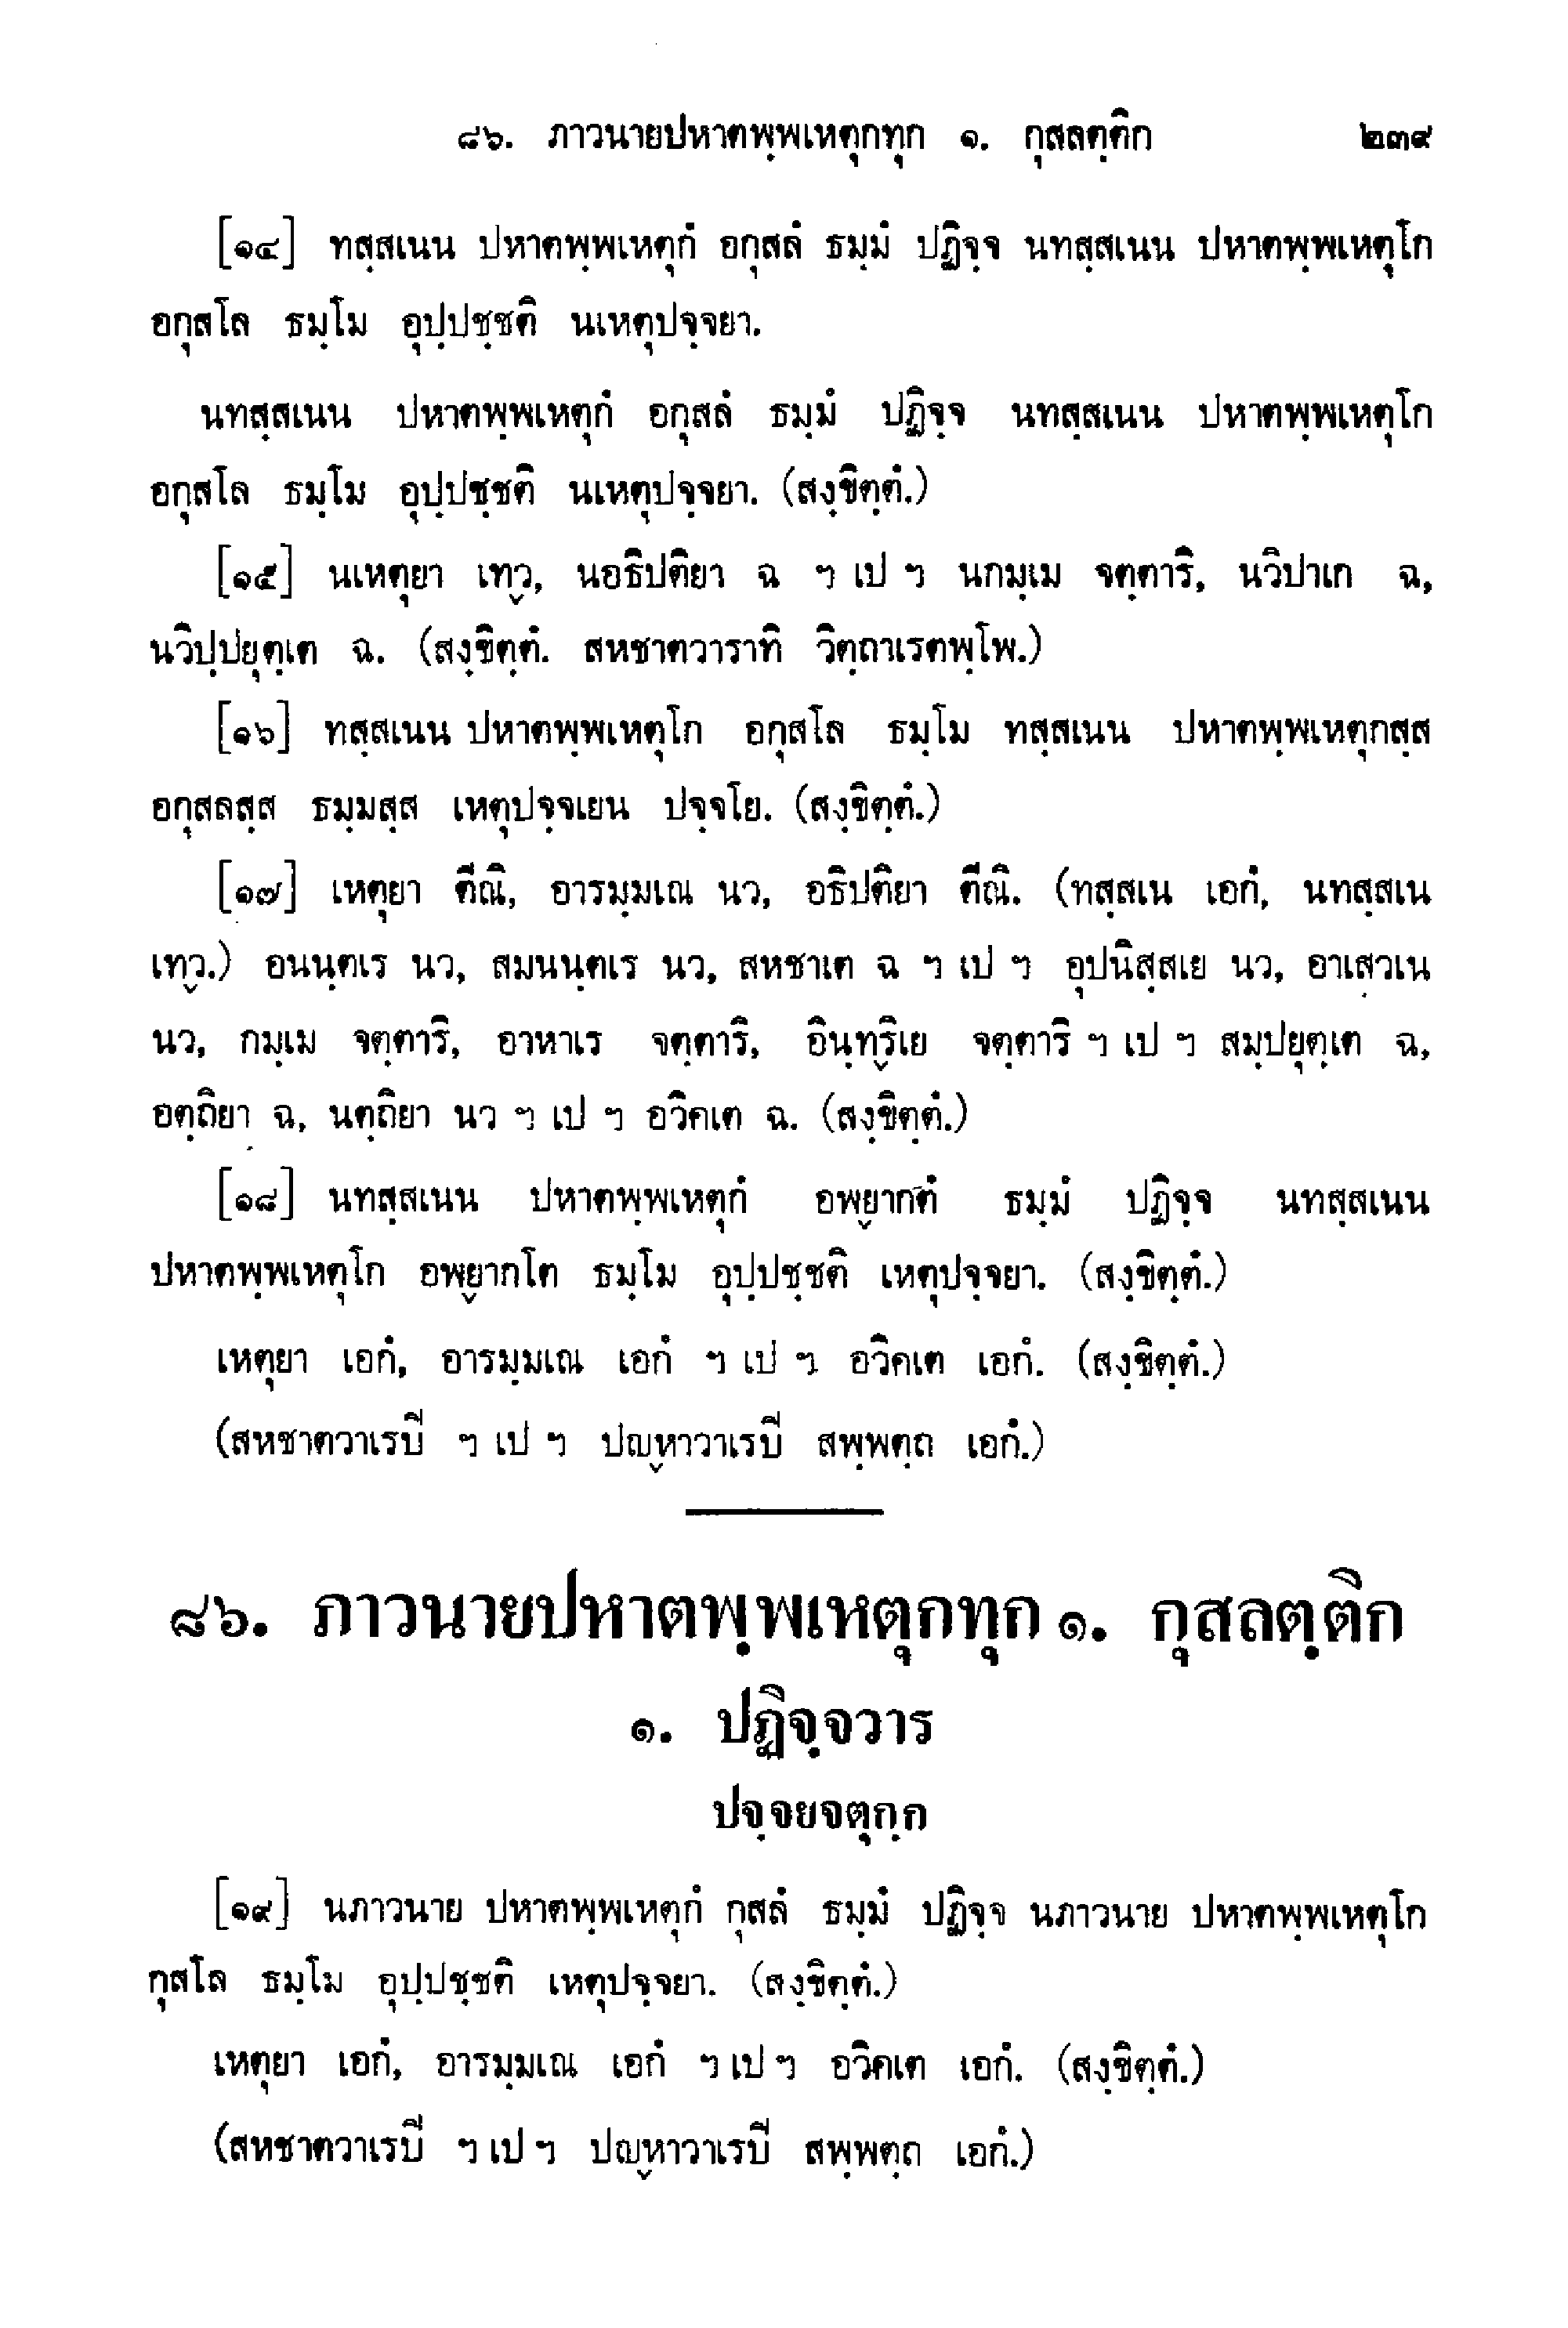 ๘๖. ภาวนายปหาตพฺพเหตุกทุก ๑. กุสลตฺติก ๒๓๙
[๑๔] ทสฺสเนน ปหาตพฺพเหตุกํ อกุสลํ ธมฺมํ ปฏิจฺจ นทสฺสเนน ปหาตพฺพเหตุโก
อกุสโล ธมฺโม อุปฺปชฺชติ นเหตุปจฺจยา.
นทสฺสเนน ปหาตพฺพเหตุกํ อกุสลํ ธมฺมํ ปฏิจฺจ นทสฺสเนน ปหาตพฺพเหตุโก
อกุสโล ธมฺโม อุปฺปชฺชติ นเหตุปจฺจยา. (สงฺขิตฺตํ.)
[๑๕] นเหตุยา เทฺว, นอธิปติยา ฉ ฯ เป ฯ นกมฺเม จตฺตาริ, นวิปาเก ฉ,
นวิปฺปยุตฺเต ฉ. (สงฺขิตฺตํ. สหชาตวาราทิ วิตฺถาเรตพฺโพ.)
[๑๖] ทสฺสเนน ปหาตพฺพเหตุโก อกุสโล ธมฺโม ทสฺสเนน ปหาตพฺพเหตุกสฺส
อกุสลสฺส ธมฺมสฺส เหตุปจฺจเยน ปจฺจโย. (สงฺขิตฺตํ.)
[๑๗] เหตุยา ตีณิ, อารมฺมเณ นว, อธิปติยา ตีณิ. (ทสฺสเน เอกํ, นทสฺสเน
เทฺว.) อนนฺตเร นว, สมนนฺตเร นว, สหชาเต ฉ ฯ เป ฯ อุปนิสฺสเย นว, อาเสวเน
นว, กมฺเม จตฺตาริ, อาหาเร จตฺตาริ, อินฺทฺริเย จตฺตาริ ฯ เป ฯ สมฺปยุตฺเต ฉ,
อตฺถิยา ฉ, นตฺถิยา นว ฯ เป ฯ อวิคเต ฉ. (สงฺขิตฺตํ.)
[๑๘] นทสฺสเนน ปหาตพฺพเหตุกํ อพฺยากตํ ธมฺมํ ปฏิจฺจ นทสฺสเนน
ปหาตพฺพเหตุโก อพฺยากโต ธมฺโม อุปฺปชฺชติ เหตุปจฺจยา. (สงฺขิตฺตํ.)
เหตุยา เอกํ, อารมฺมเณ เอกํ ฯ เป ฯ อวิคเต เอกํ. (สงฺขิตฺตํ.)
(สหชาตวาเรปิ ฯ เป ฯ ปญฺหาวาเรปิ สพฺพตฺถ เอกํ.)
๘๖. ภาวนายปหาตพฺพเหตุกทุก ๑. กุสลตฺติก
๑. ปฏิจฺจวาร
ปจฺจยจตุกฺก
[๑๙] นภาวนาย ปหาตพฺพเหตุกํ กุสลํ ธมฺมํ ปฏิจฺจ นภาวนาย ปหาตพฺพเหตุโก
กุสโล ธมฺโม อุปฺปชฺชติ เหตุปจฺจยา. (สงฺขิตฺตํ.)
เหตุยา เอกํ, อารมฺมเณ เอกํ ฯ เป ฯ อวิคเต เอกํ. (สงฺขิตฺตํ.)
(สหชาตวาเรปิ ฯ เป ฯ ปญฺหาวาเรปิ สพฺพตฺถ เอกํ.)